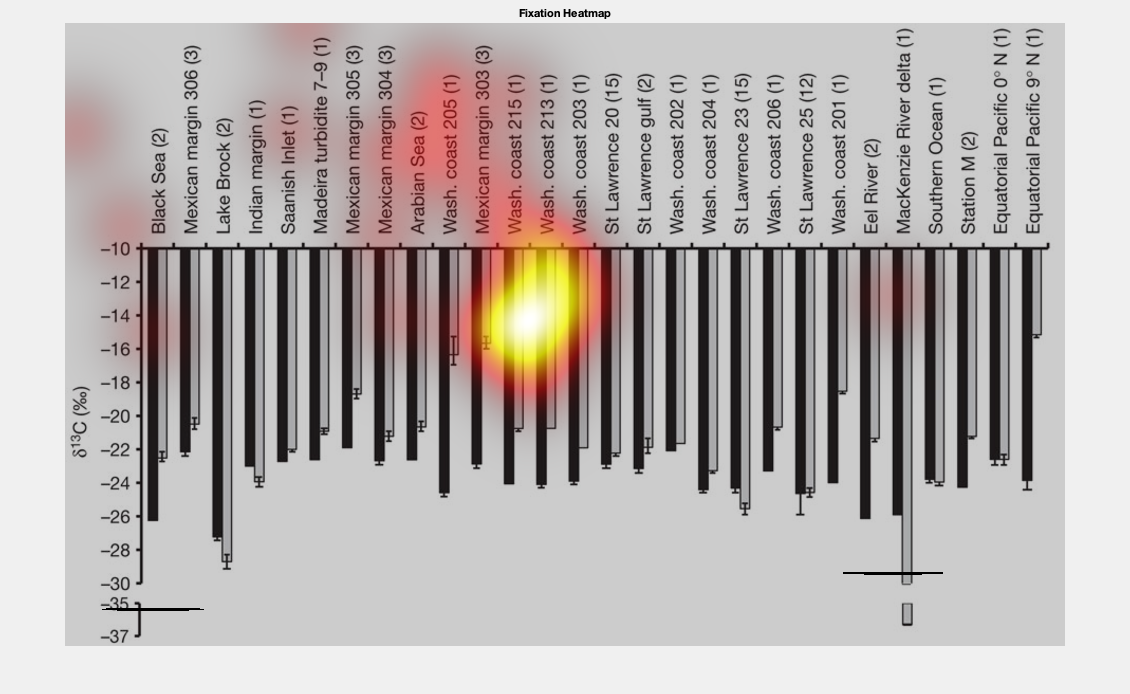 Fixation Heatmap
Black Sea (2)
Mexican margin 306 (3)
Lake Brock (2)
Indian margin (1)
Saanish Inlet (1)
Madeira turbidite 7–9 (1)
Mexican margin 305 (3)
Mexican margin 304 (3)
Arabian Sea (2)
Wash. coast 205 (1)
Mexican margin 303 (3)
Wash. coast 215 (1)
Wash. coast 213 (1)
Wash. coast 203 (1)
St Lawrence 20 (15)
St Lawrence gulf (2)
Wash. coast 202 (1)
Wash. coast 204 (1)
St Lawrence 23 (15)
Wash. coast 206 (1)
St Lawrence 25 (12)
Wash. coast 201 (1)
Eel River (2)
MacKenzie River delta (1)
Southern Ocean (1)
Station M (2)
Equatorial Pacific 0° N (1)
Equatorial Pacific 9° N (1)
–10
–12
–14
–16
–18
–20
–22
–24
–26
–28
–30
–35
–37
δ¹³C (‰)